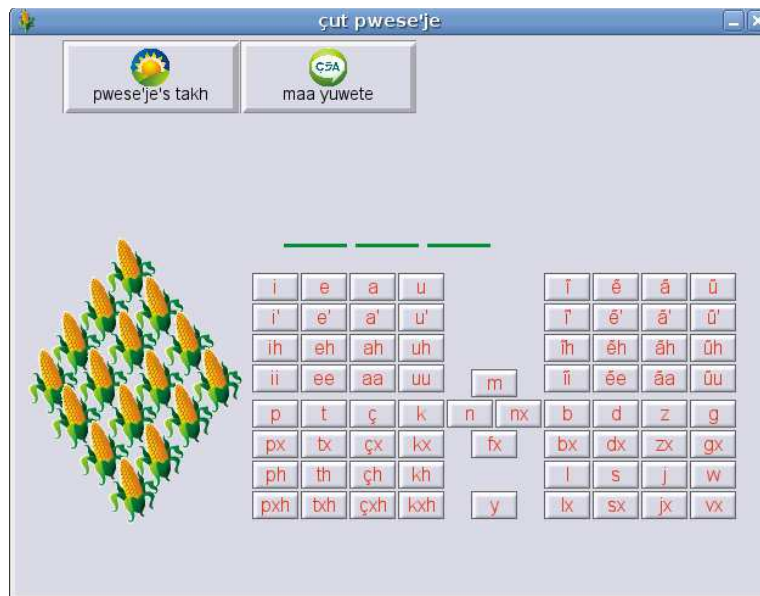 çut pwese'je
pwese'je's takh maa yuwete
i e a u ĩ ẽ ã ũ
i' e' a' u' ĩ' ẽ' ã' ũ'
ih eh ah uh ĩh ẽh ãh ũh
ii ee aa uu m ĩi ẽe ãa ũu
p t ç k n nx b d z g
px tx çx kx fx bx dx zx gx
ph th çh kh l s j w
pxh txh çxh kxh y lx sx jx vx